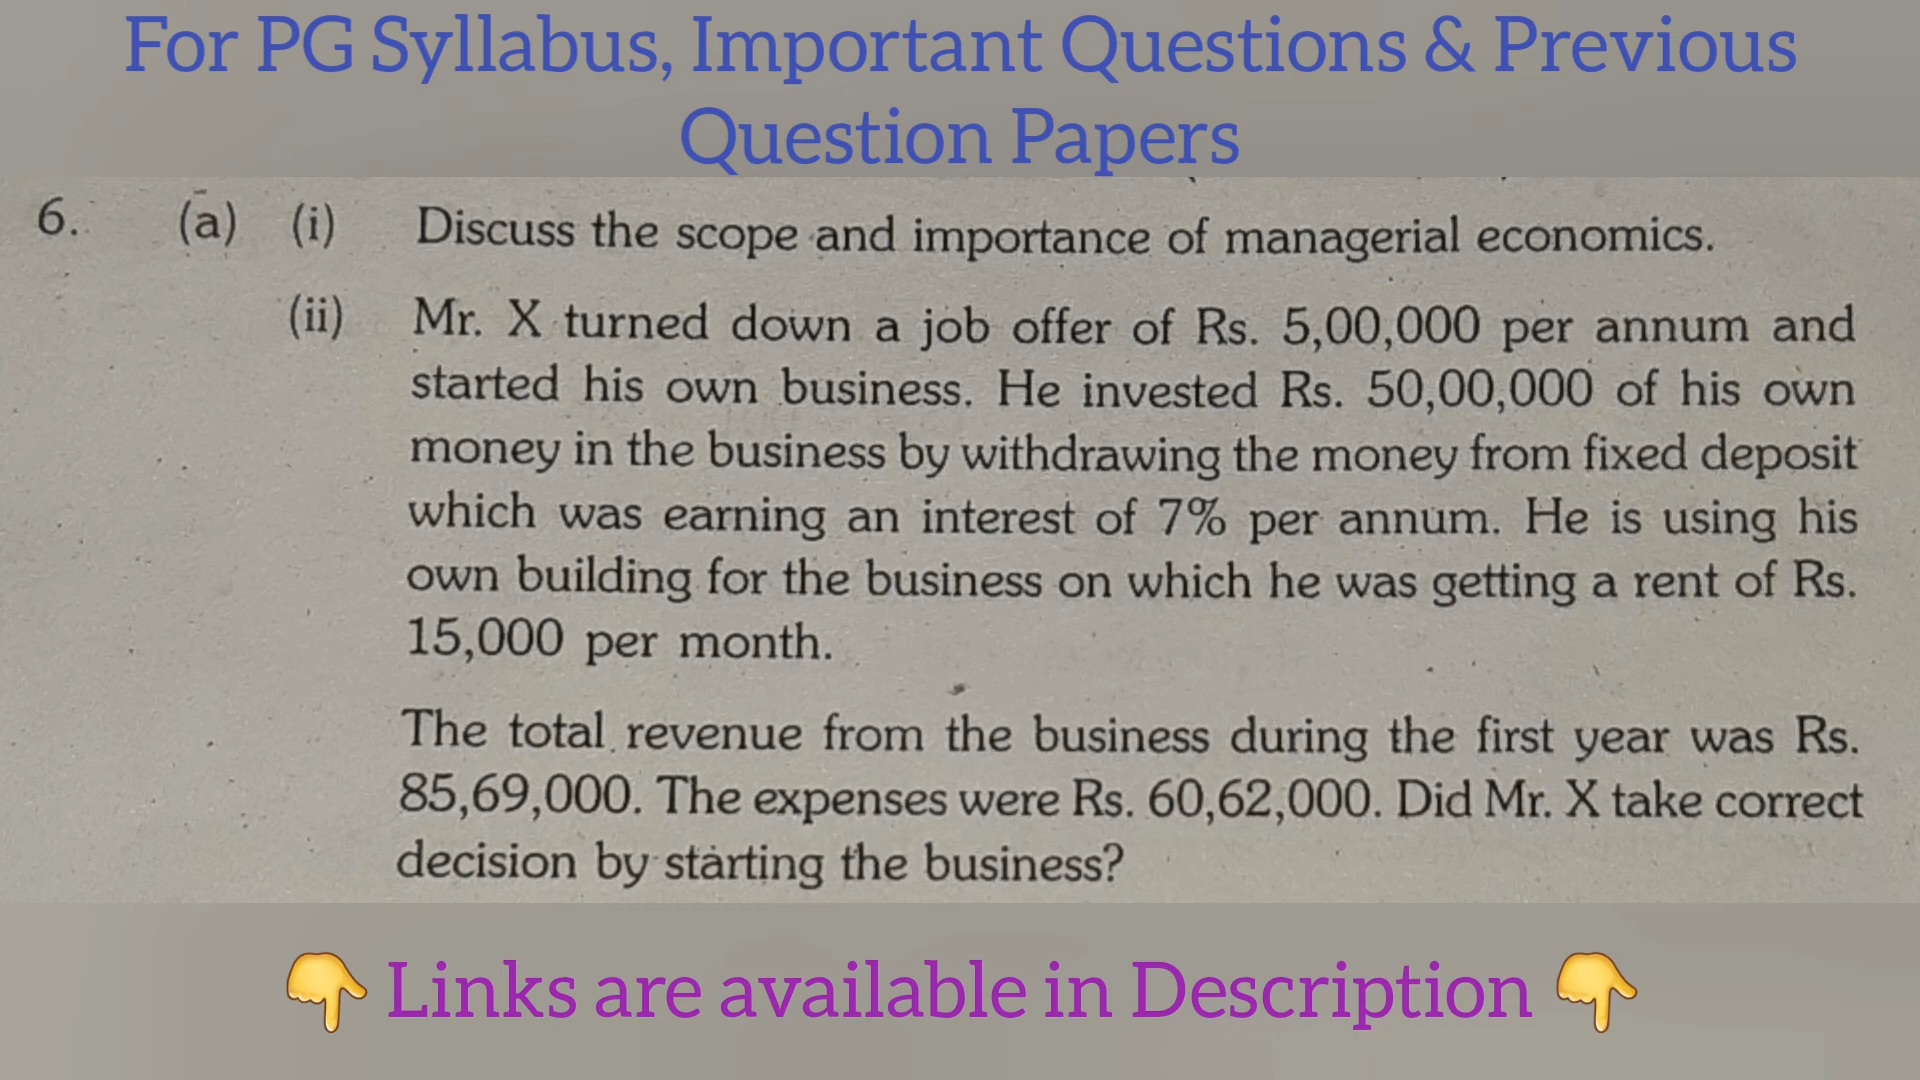 For PG Syllabus, Important Questions & Previous
Question Papers
6. (a) (i) Discuss the scope and importance of managerial economics.
(ii) Mr. X turned down a job offer of Rs. 5,00,000 per annum and
started his own business. He invested Rs. 50,00,000 of his own
money in the business by withdrawing the money from fixed deposit
which was earning an interest of 7% per annum. He is using his
own building for the business on which he was getting a rent of Rs.
15,000 per month.
The total revenue from the business during the first year was Rs.
85,69,000. The expenses were Rs. 60,62,000. Did Mr. X take correct
decision by starting the business?
👇 Links are available in Description 👇